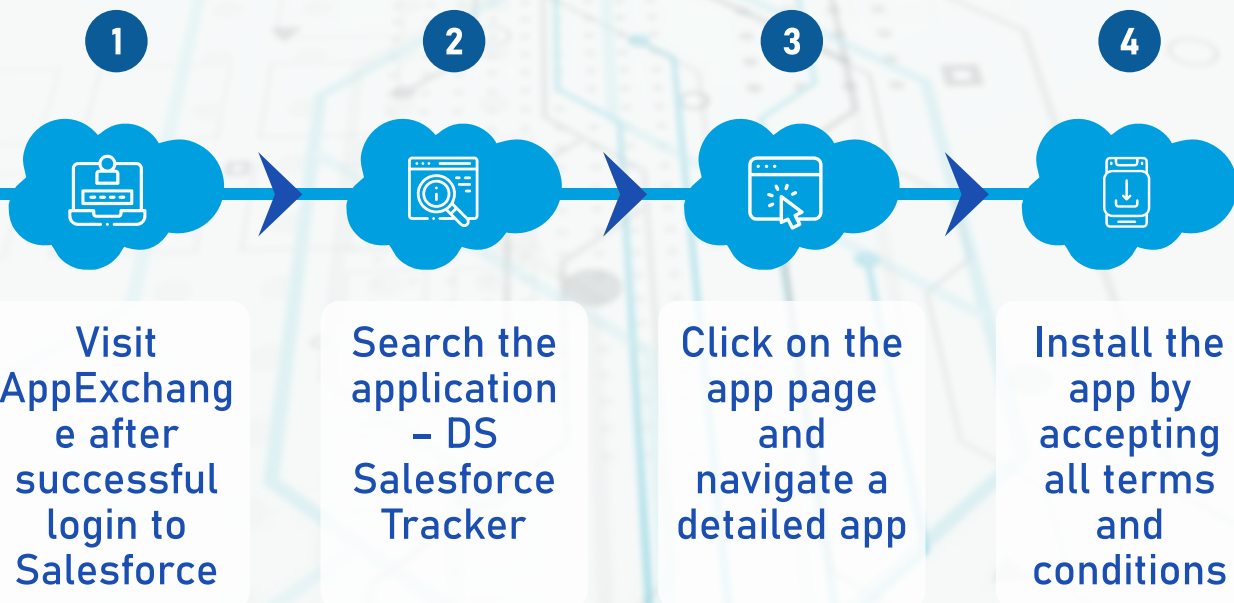 1
2
3
4
Visit
AppExchang
e after
successful
login to
Salesforce
Search the
application
– DS
Salesforce
Tracker
Click on the
app page
and
navigate a
detailed app
Install the
app by
accepting
all terms
and
conditions